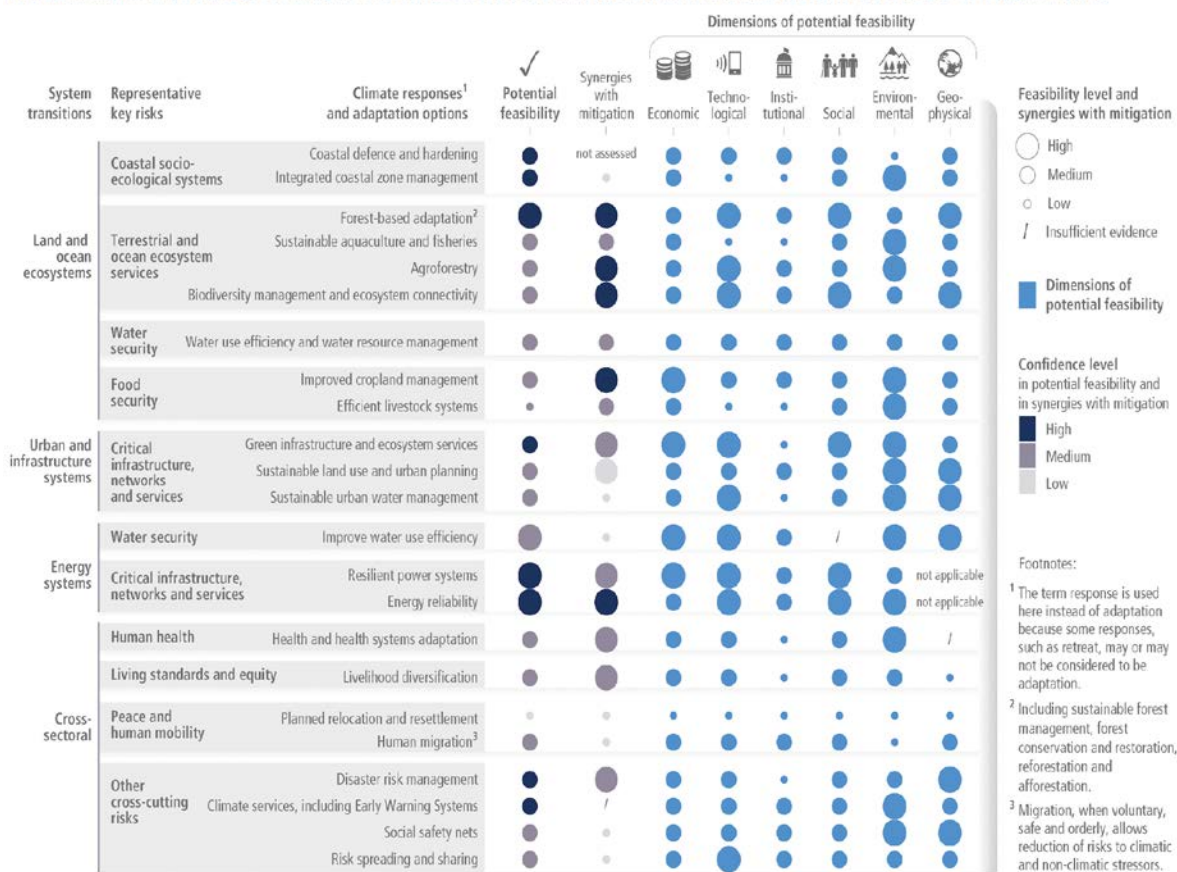 Dimensions of potential feasibility
System transitions
Representative key risks
Climate responses¹ and adaptation options
Potential feasibility
Synergies with mitigation
Economic
Techno-logical
Insti-tutional
Social
Environ-mental
Geo-physical
Land and ocean ecosystems
Coastal socio-ecological systems
Coastal defence and hardening
not assessed
Integrated coastal zone management
Terrestrial and ocean ecosystem services
Forest-based adaptation²
Sustainable aquaculture and fisheries
Agroforestry
Biodiversity management and ecosystem connectivity
Water security
Water use efficiency and water resource management
Food security
Improved cropland management
Efficient livestock systems
Urban and infrastructure systems
Critical infrastructure, networks and services
Green infrastructure and ecosystem services
Sustainable land use and urban planning
Sustainable urban water management
Energy systems
Water security
Improve water use efficiency
/
Critical infrastructure, networks and services
Resilient power systems
not applicable
Energy reliability
not applicable
Cross-sectoral
Human health
Health and health systems adaptation
/
Living standards and equity
Livelihood diversification
Peace and human mobility
Planned relocation and resettlement
Human migration³
Other cross-cutting risks
Disaster risk management
Climate services, including Early Warning Systems
/
Social safety nets
Risk spreading and sharing
Feasibility level and synergies with mitigation
High
Medium
Low
/ Insufficient evidence
Dimensions of potential feasibility
Confidence level
in potential feasibility and in synergies with mitigation
High
Medium
Low
Footnotes:
¹ The term response is used
here instead of adaptation
because some responses,
such as retreat, may or may
not be considered to be
adaptation.
² Including sustainable forest
management, forest
conservation and restoration,
reforestation and
afforestation.
³ Migration, when voluntary,
safe and orderly, allows
reduction of risks to climatic
and non-climatic stressors.